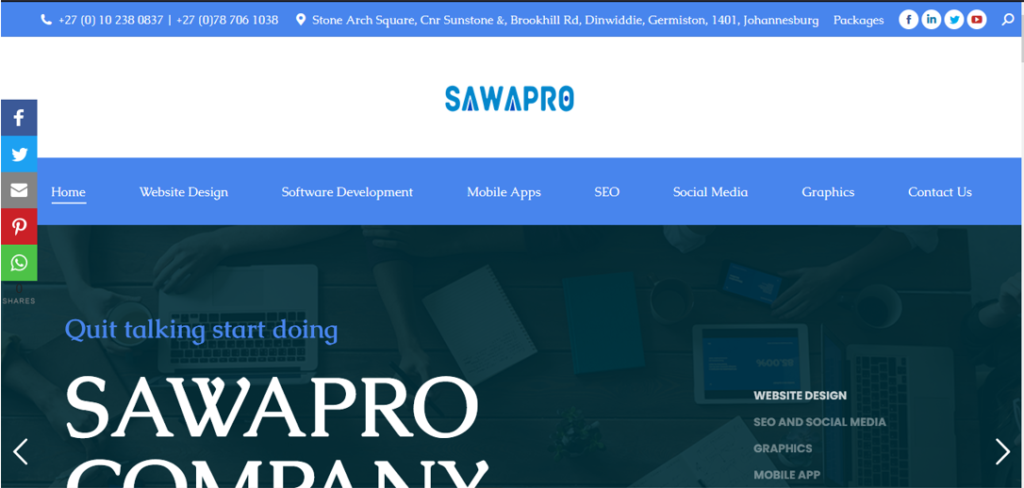 +27 (0) 10 238 0837 | +27 (0)78 706 1038 Stone Arch Square, Cnr Sunstone &, Brookhill Rd, Dinwiddie, Germiston, 1401, Johannesburg Packages
SAWAPRO
Home Website Design Software Development Mobile Apps SEO Social Media Graphics Contact Us
0
SHARES
Quit talking start doing
SAWAPRO
COMPANY
WEBSITE DESIGN
SEO AND SOCIAL MEDIA
GRAPHICS
MOBILE APP